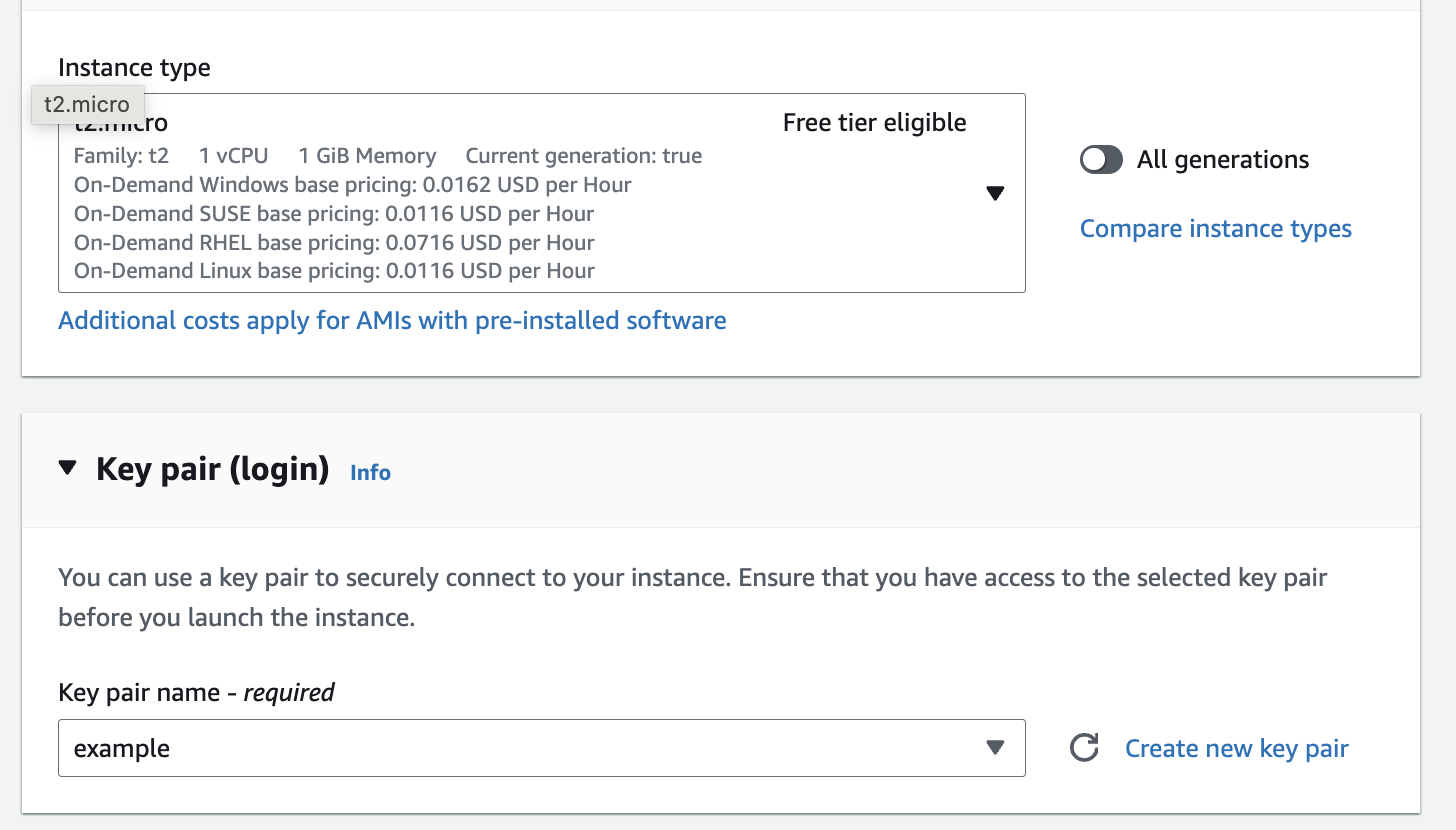 Instance type
t2.micro
t2.micro
Free tier eligible
Family: t2 1 vCPU 1 GiB Memory Current generation: true
On-Demand Windows base pricing: 0.0162 USD per Hour
On-Demand SUSE base pricing: 0.0116 USD per Hour
On-Demand RHEL base pricing: 0.0716 USD per Hour
On-Demand Linux base pricing: 0.0116 USD per Hour
All generations
Compare instance types
Additional costs apply for AMIs with pre-installed software
Key pair (login) Info
You can use a key pair to securely connect to your instance. Ensure that you have access to the selected key pair
before you launch the instance.
Key pair name - required
example
Create new key pair